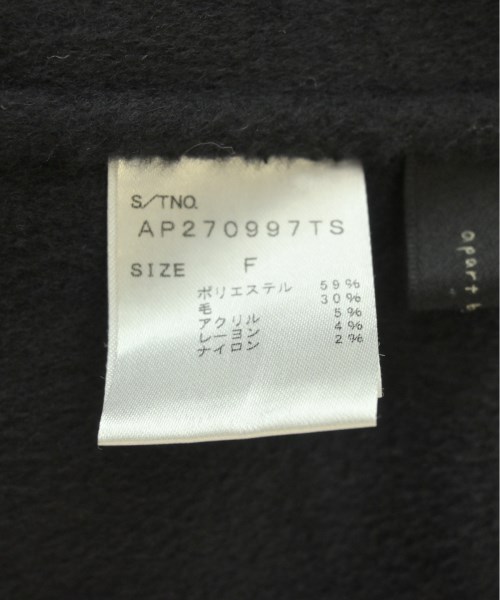 S/TNO.
AP270997TS
SIZE F
ポリエステル 59%
毛 30%
アクリル 5%
レーヨン 4%
ナイロン 2%
apart b